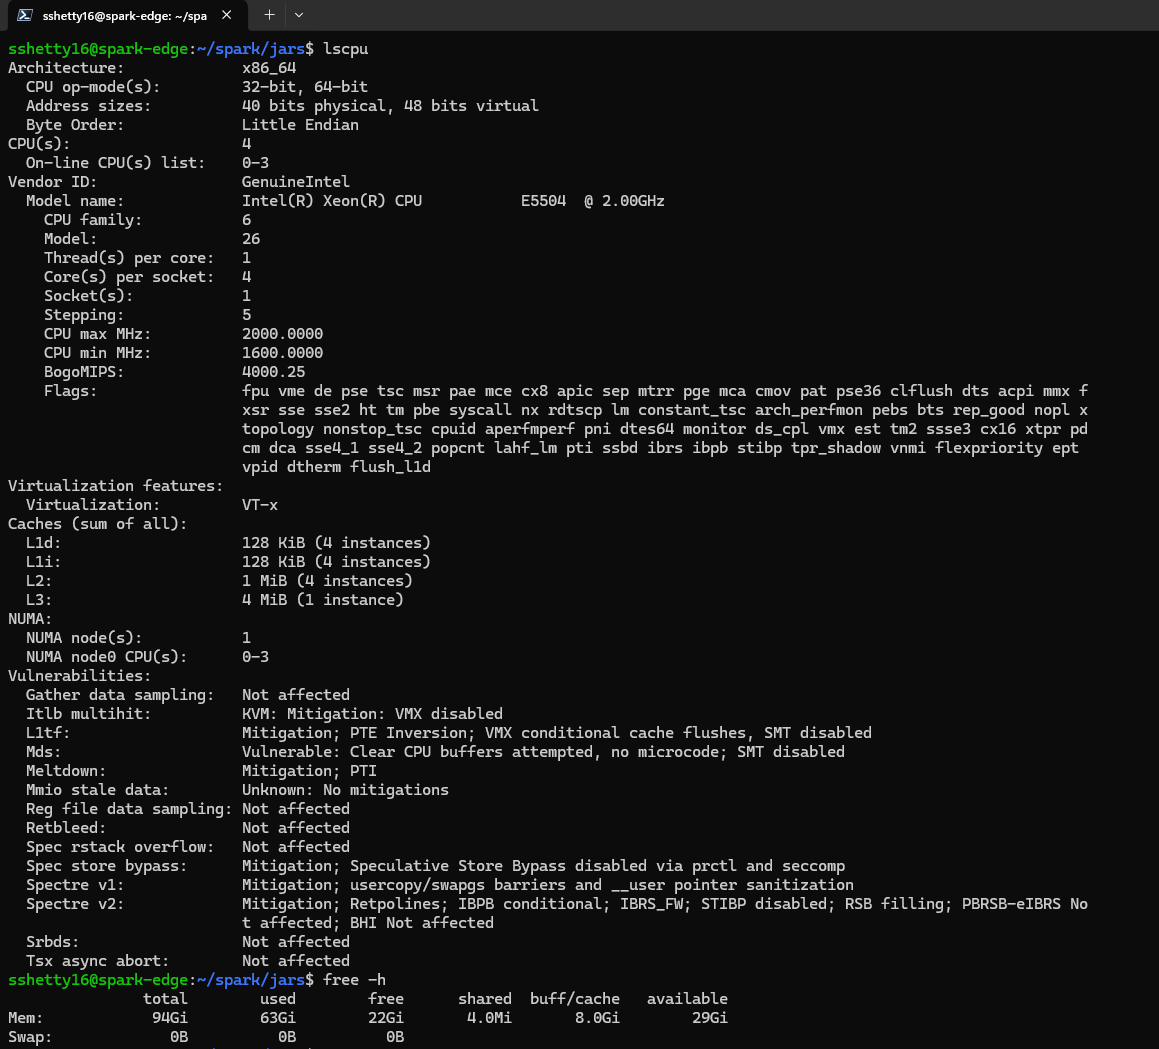 sshetty16@spark-edge: ~/spa
sshetty16@spark-edge:~/spark/jars$ lscpu
Architecture: x86_64
CPU op-mode(s): 32-bit, 64-bit
Address sizes: 40 bits physical, 48 bits virtual
Byte Order: Little Endian
CPU(s): 4
On-line CPU(s) list: 0-3
Vendor ID: GenuineIntel
Model name: Intel(R) Xeon(R) CPU E5504 @ 2.00GHz
CPU family: 6
Model: 26
Thread(s) per core: 1
Core(s) per socket: 4
Socket(s): 1
Stepping: 5
CPU max MHz: 2000.0000
CPU min MHz: 1600.0000
BogoMIPS: 4000.25
Flags: fpu vme de pse tsc msr pae mce cx8 apic sep mtrr pge mca cmov pat pse36 clflush dts acpi mmx f
xsr sse sse2 ht tm pbe syscall nx rdtscp lm constant_tsc arch_perfmon pebs bts rep_good nopl x
topology nonstop_tsc cpuid aperfmperf pni dtes64 monitor ds_cpl vmx est tm2 ssse3 cx16 xtpr pd
cm dca sse4_1 sse4_2 popcnt lahf_lm pti ssbd ibrs ibpb stibp tpr_shadow vnmi flexpriority ept
vpid dtherm flush_l1d
Virtualization features:
Virtualization: VT-x
Caches (sum of all):
L1d: 128 KiB (4 instances)
L1i: 128 KiB (4 instances)
L2: 1 MiB (4 instances)
L3: 4 MiB (1 instance)
NUMA:
NUMA node(s): 1
NUMA node0 CPU(s): 0-3
Vulnerabilities:
Gather data sampling: Not affected
Itlb multihit: KVM: Mitigation: VMX disabled
L1tf: Mitigation; PTE Inversion; VMX conditional cache flushes, SMT disabled
Mds: Vulnerable: Clear CPU buffers attempted, no microcode; SMT disabled
Meltdown: Mitigation; PTI
Mmio stale data: Unknown: No mitigations
Reg file data sampling: Not affected
Retbleed: Not affected
Spec rstack overflow: Not affected
Spec store bypass: Mitigation; Speculative Store Bypass disabled via prctl and seccomp
Spectre v1: Mitigation; usercopy/swapgs barriers and __user pointer sanitization
Spectre v2: Mitigation; Retpolines; IBPB conditional; IBRS_FW; STIBP disabled; RSB filling; PBRSB-eIBRS No
t affected; BHI Not affected
Srbds: Not affected
Tsx async abort: Not affected
sshetty16@spark-edge:~/spark/jars$ free -h
total used free shared buff/cache available
Mem: 94Gi 63Gi 22Gi 4.0Mi 8.0Gi 29Gi
Swap: 0B 0B 0B